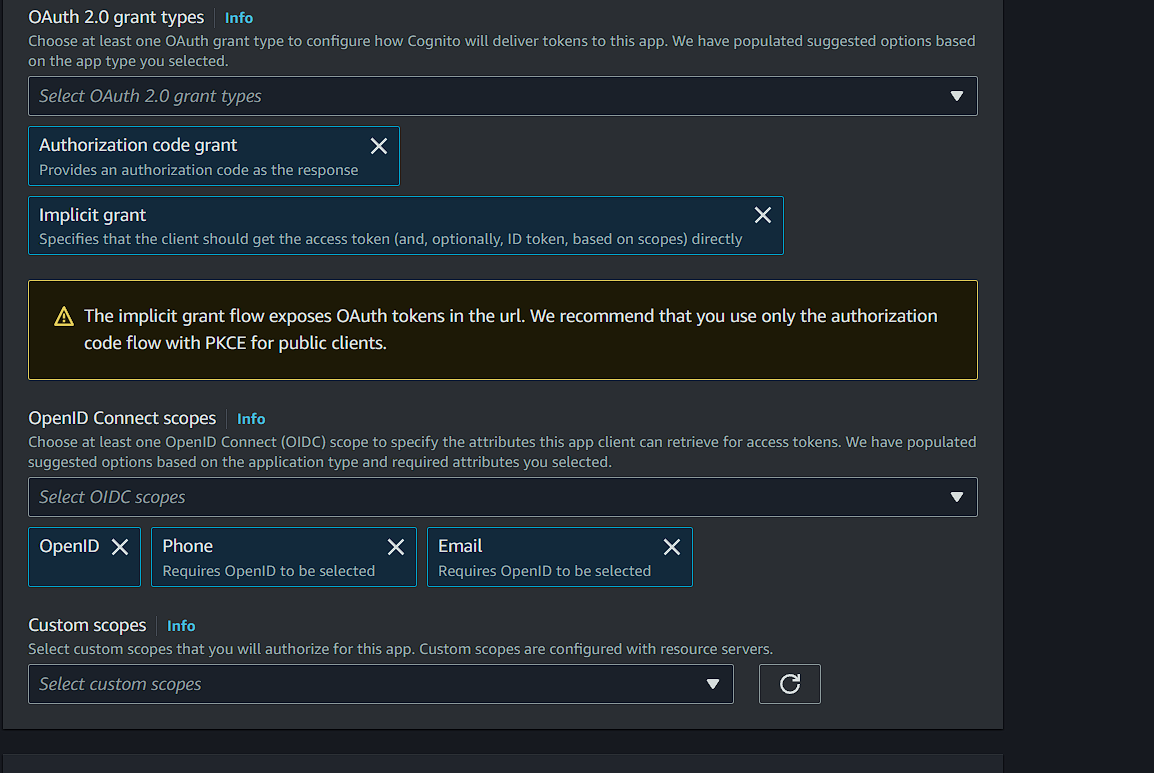 OAuth 2.0 grant types Info
Choose at least one OAuth grant type to configure how Cognito will deliver tokens to this app. We have populated suggested options based
on the app type you selected.
Select OAuth 2.0 grant types
Authorization code grant
Provides an authorization code as the response
Implicit grant
Specifies that the client should get the access token (and, optionally, ID token, based on scopes) directly
The implicit grant flow exposes OAuth tokens in the url. We recommend that you use only the authorization
code flow with PKCE for public clients.
OpenID Connect scopes Info
Choose at least one OpenID Connect (OIDC) scope to specify the attributes this app client can retrieve for access tokens. We have populated
suggested options based on the application type and required attributes you selected.
Select OIDC scopes
OpenID
Phone
Requires OpenID to be selected
Email
Requires OpenID to be selected
Custom scopes Info
Select custom scopes that you will authorize for this app. Custom scopes are configured with resource servers.
Select custom scopes